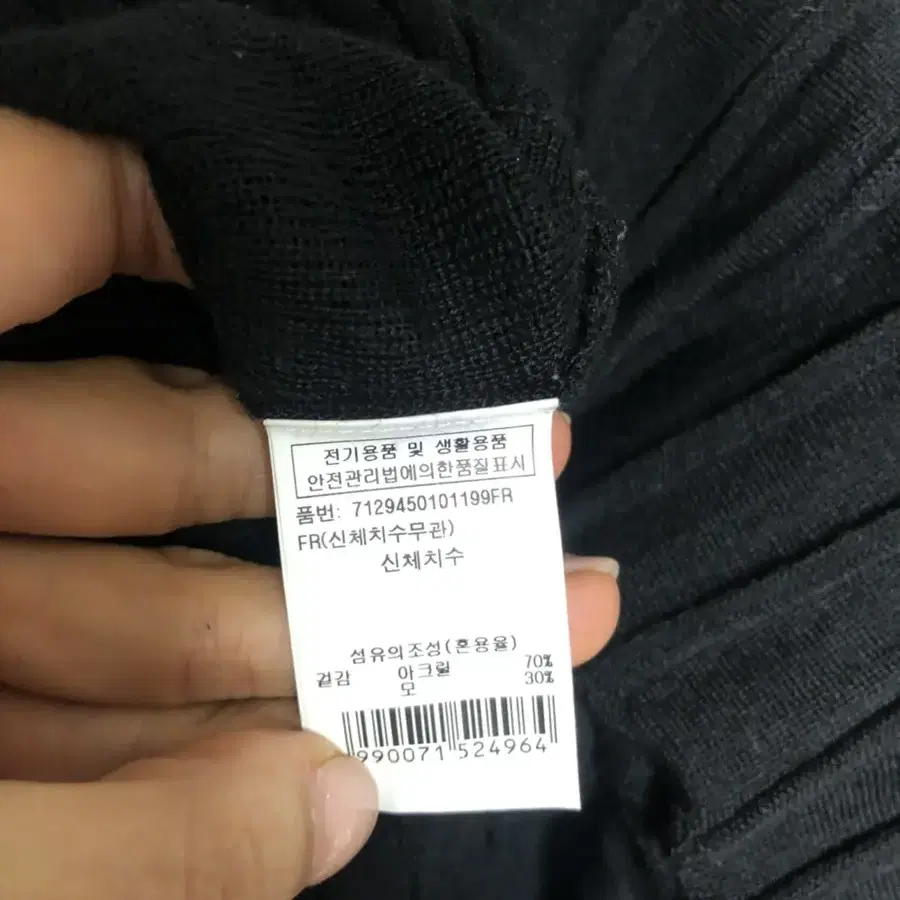 전기용품 및 생활용품
안전관리법에의한품질표시
품번: 7129450101199FR
FR(신체치수무관)
신체치수
섬유의조성(혼용율)
겉감 아크릴 70%
모 30%
990071 524964